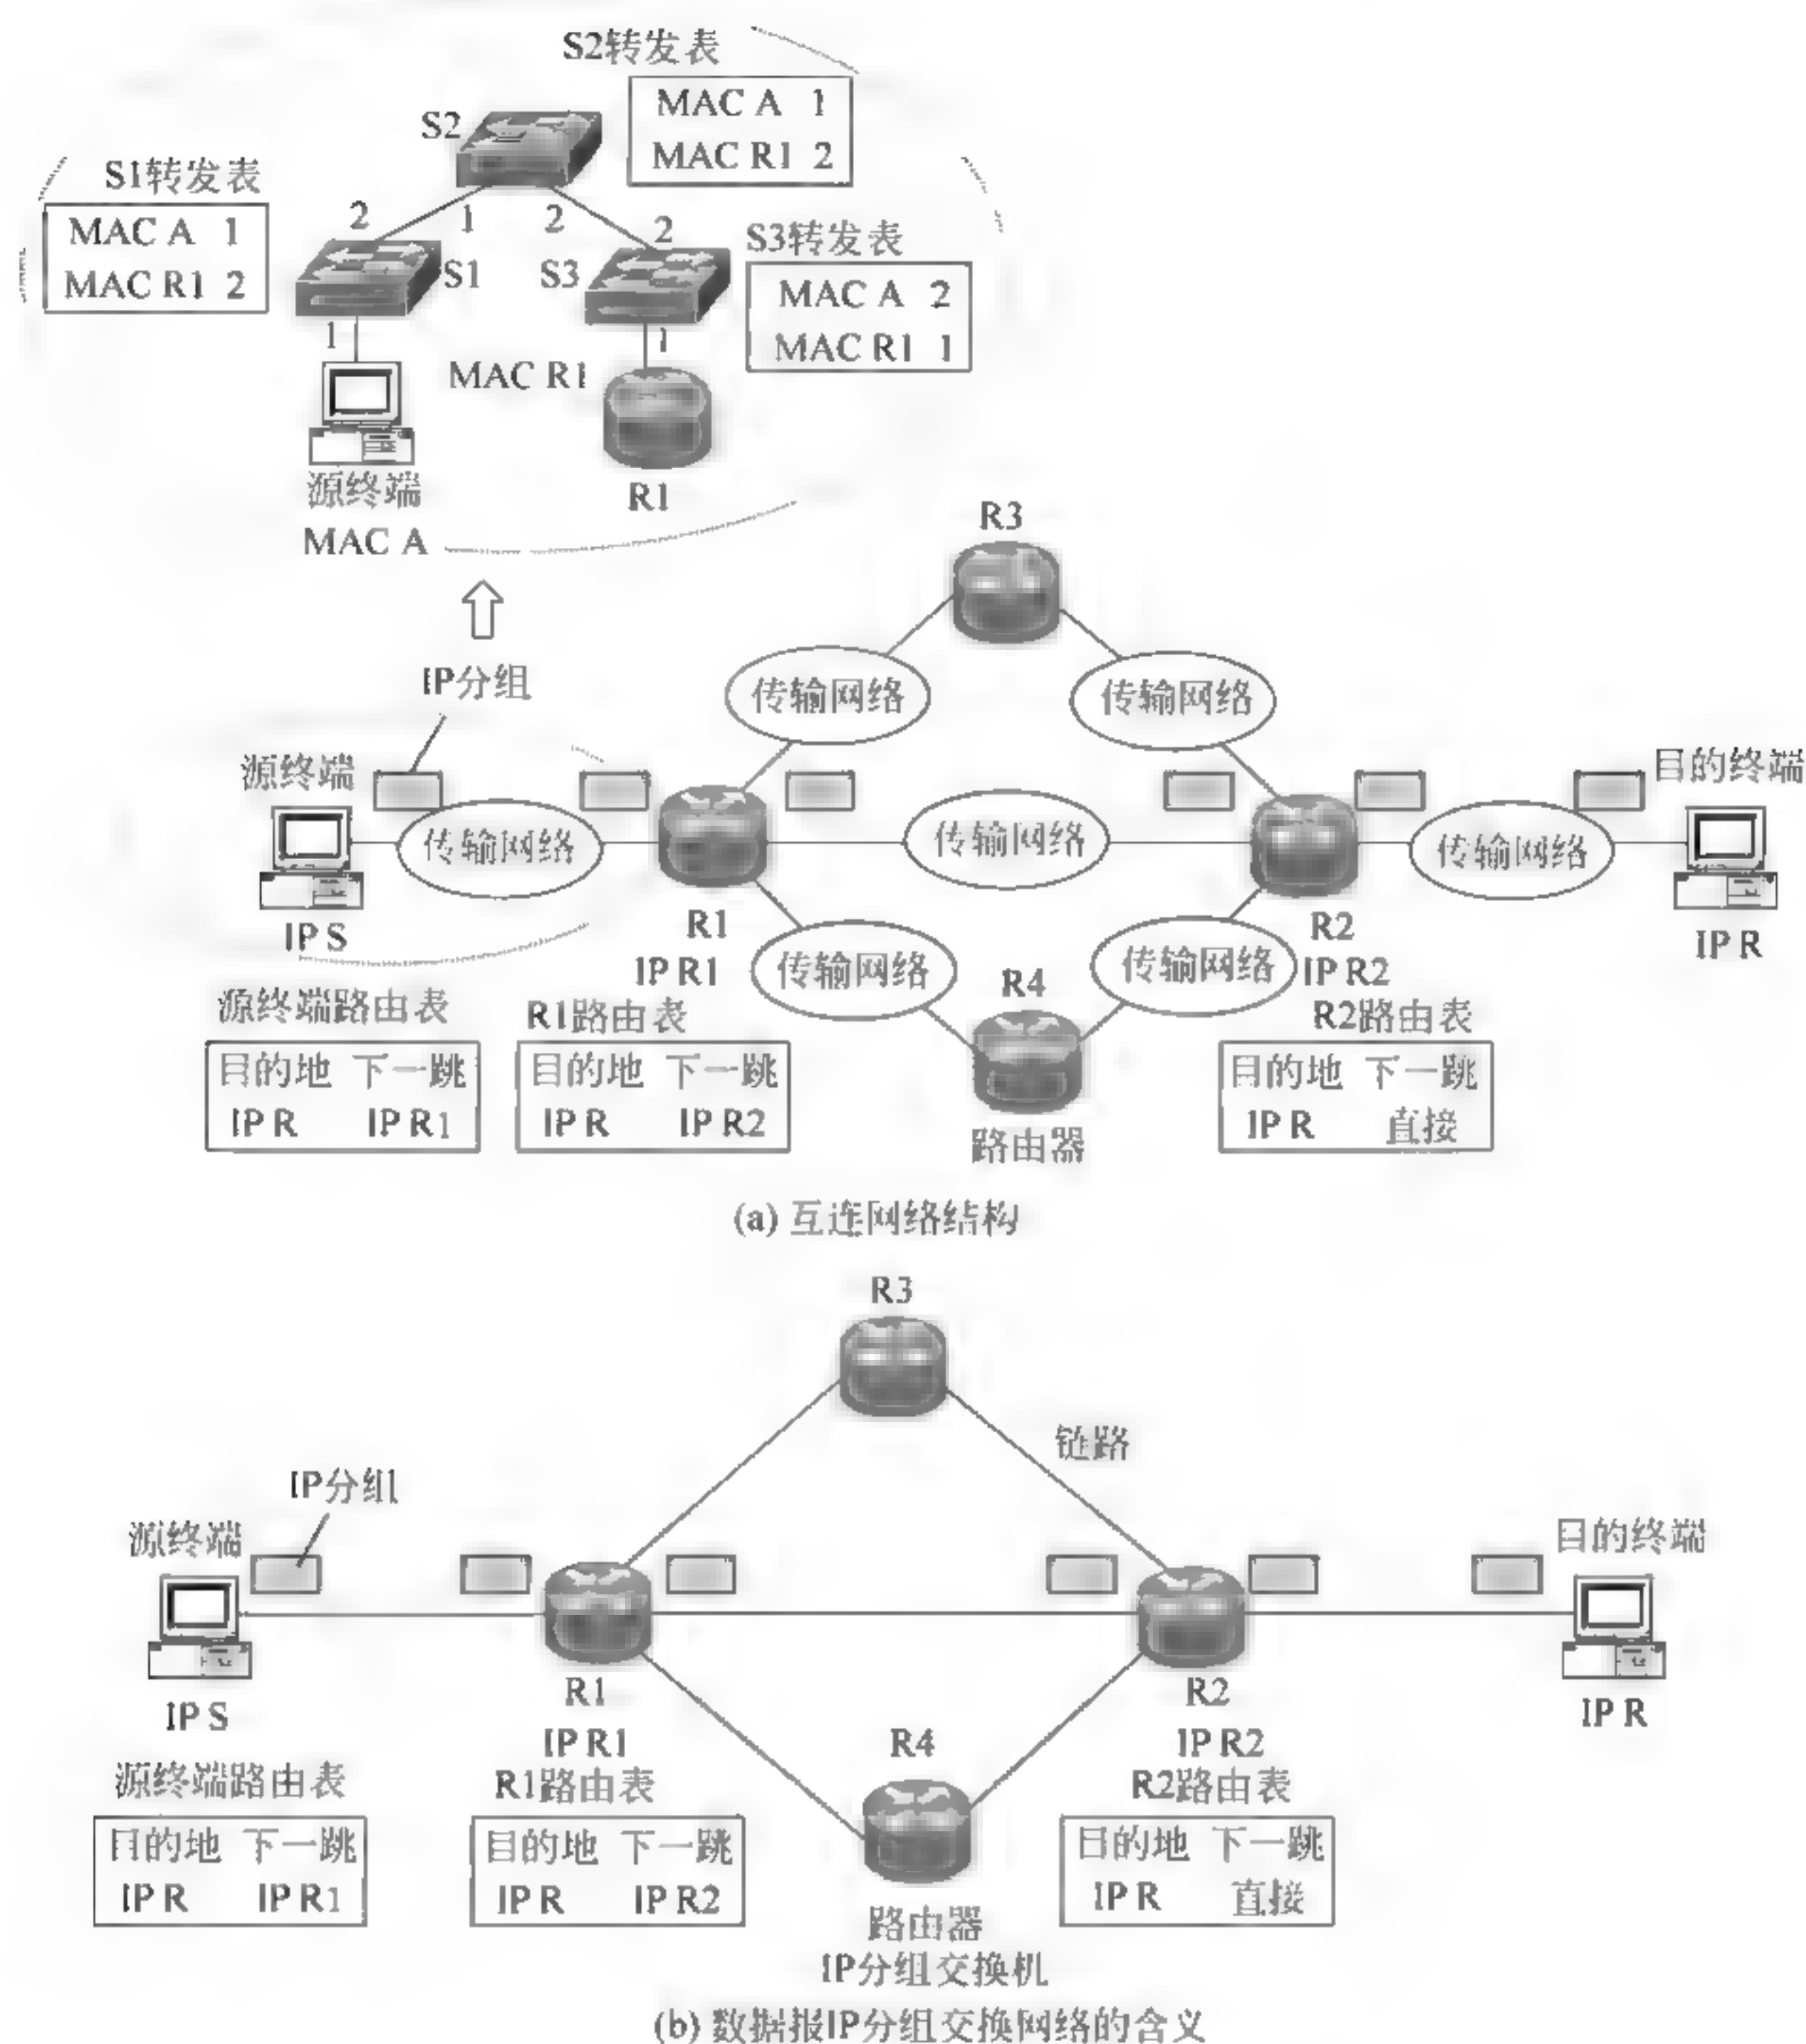 S2转发表
MAC A 1
MAC R1 2
S2
S1转发表
MAC A 1
MAC R1 2
2
1
2
2
S3转发表
MAC A 2
MAC R1 1
S1
S3
1
1
MAC R1
源终端
MAC A
R1
R3
IP分组
传输网络
传输网络
源终端
目的终端
传输网络
传输网络
传输网络
IP S
R1
IP R1
传输网络
传输网络
R2
IP R2
IP R
R4
路由器
源终端路由表
目的地 下一跳
IP R IP R1
R1路由表
目的地 下一跳
IP R IP R2
R2路由表
目的地 下一跳
IP R 直接
(a) 互连网络结构
R3
链路
IP分组
源终端
目的终端
IP S
R1
IP R1
R4
R2
IP R2
IP R
源终端路由表
目的地 下一跳
IP R IP R1
R1路由表
目的地 下一跳
IP R IP R2
R2路由表
目的地 下一跳
IP R 直接
路由器
IP分组交换机
(b) 数据报IP分组交换网络的含义